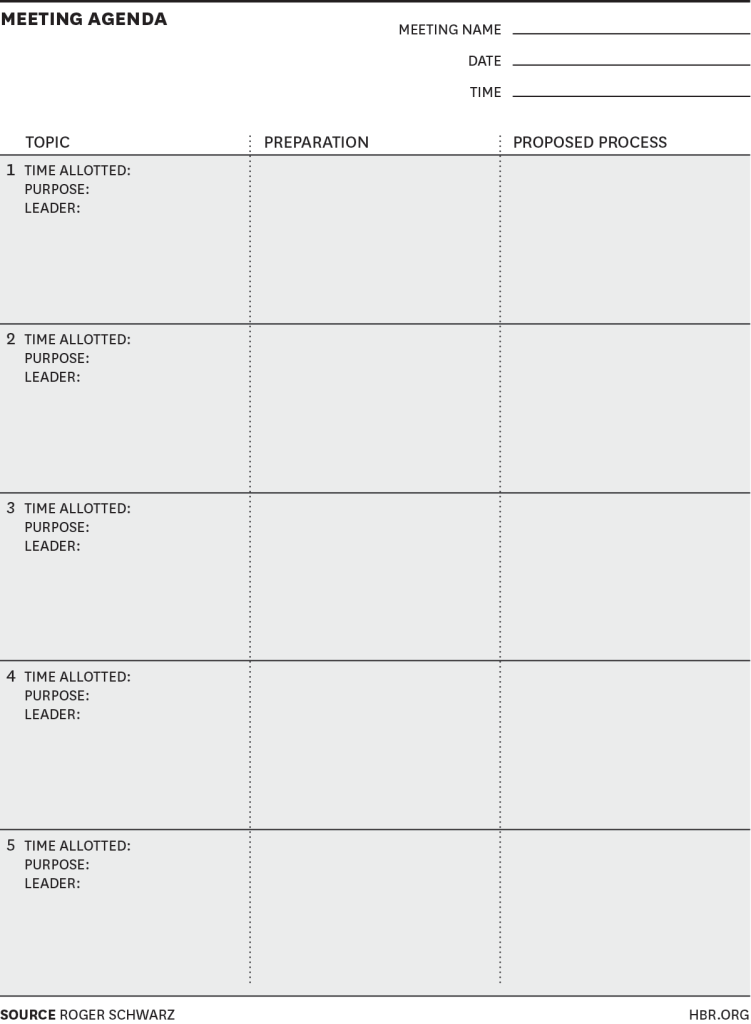 MEETING AGENDA
MEETING NAME
DATE
TIME
TOPIC PREPARATION PROPOSED PROCESS
1 TIME ALLOTTED:
PURPOSE:
LEADER:
2 TIME ALLOTTED:
PURPOSE:
LEADER:
3 TIME ALLOTTED:
PURPOSE:
LEADER:
4 TIME ALLOTTED:
PURPOSE:
LEADER:
5 TIME ALLOTTED:
PURPOSE:
LEADER:
SOURCE ROGER SCHWARZ HBR.ORG